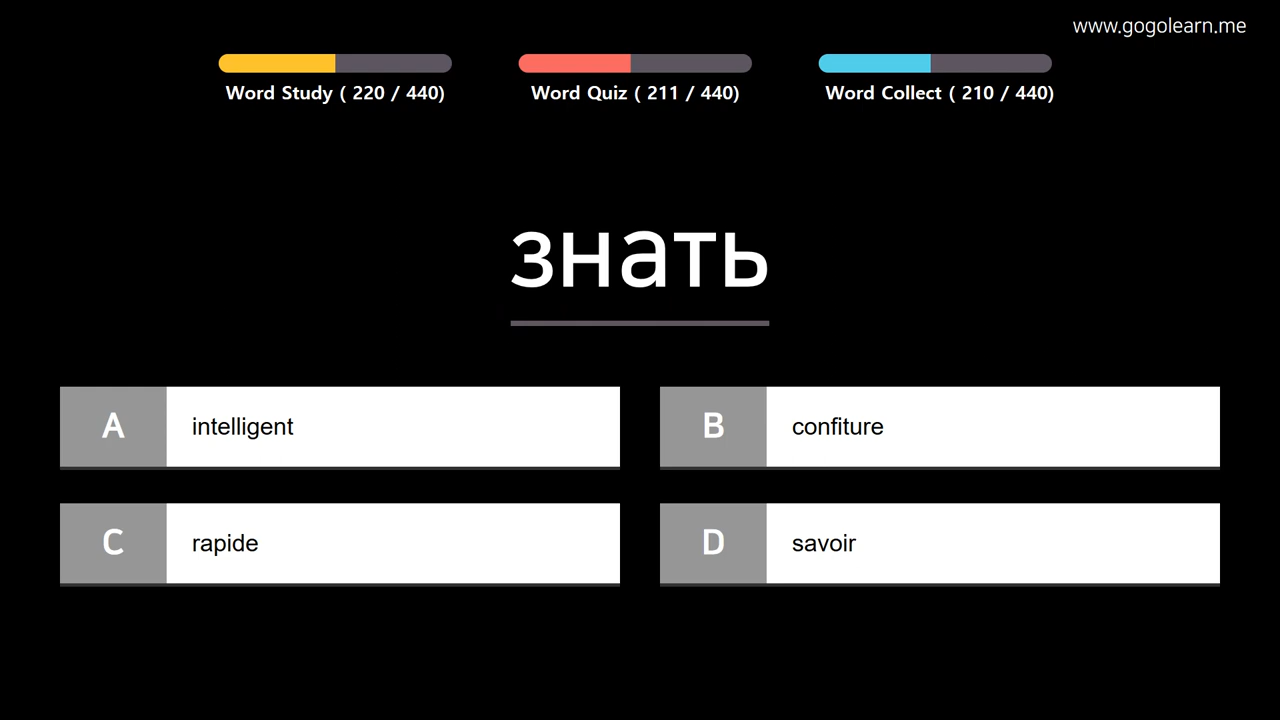 www.gogolearn.me
Word Study ( 220 / 440)
Word Quiz ( 211 / 440)
Word Collect ( 210 / 440)
знать
A intelligent
B confiture
C rapide
D savoir